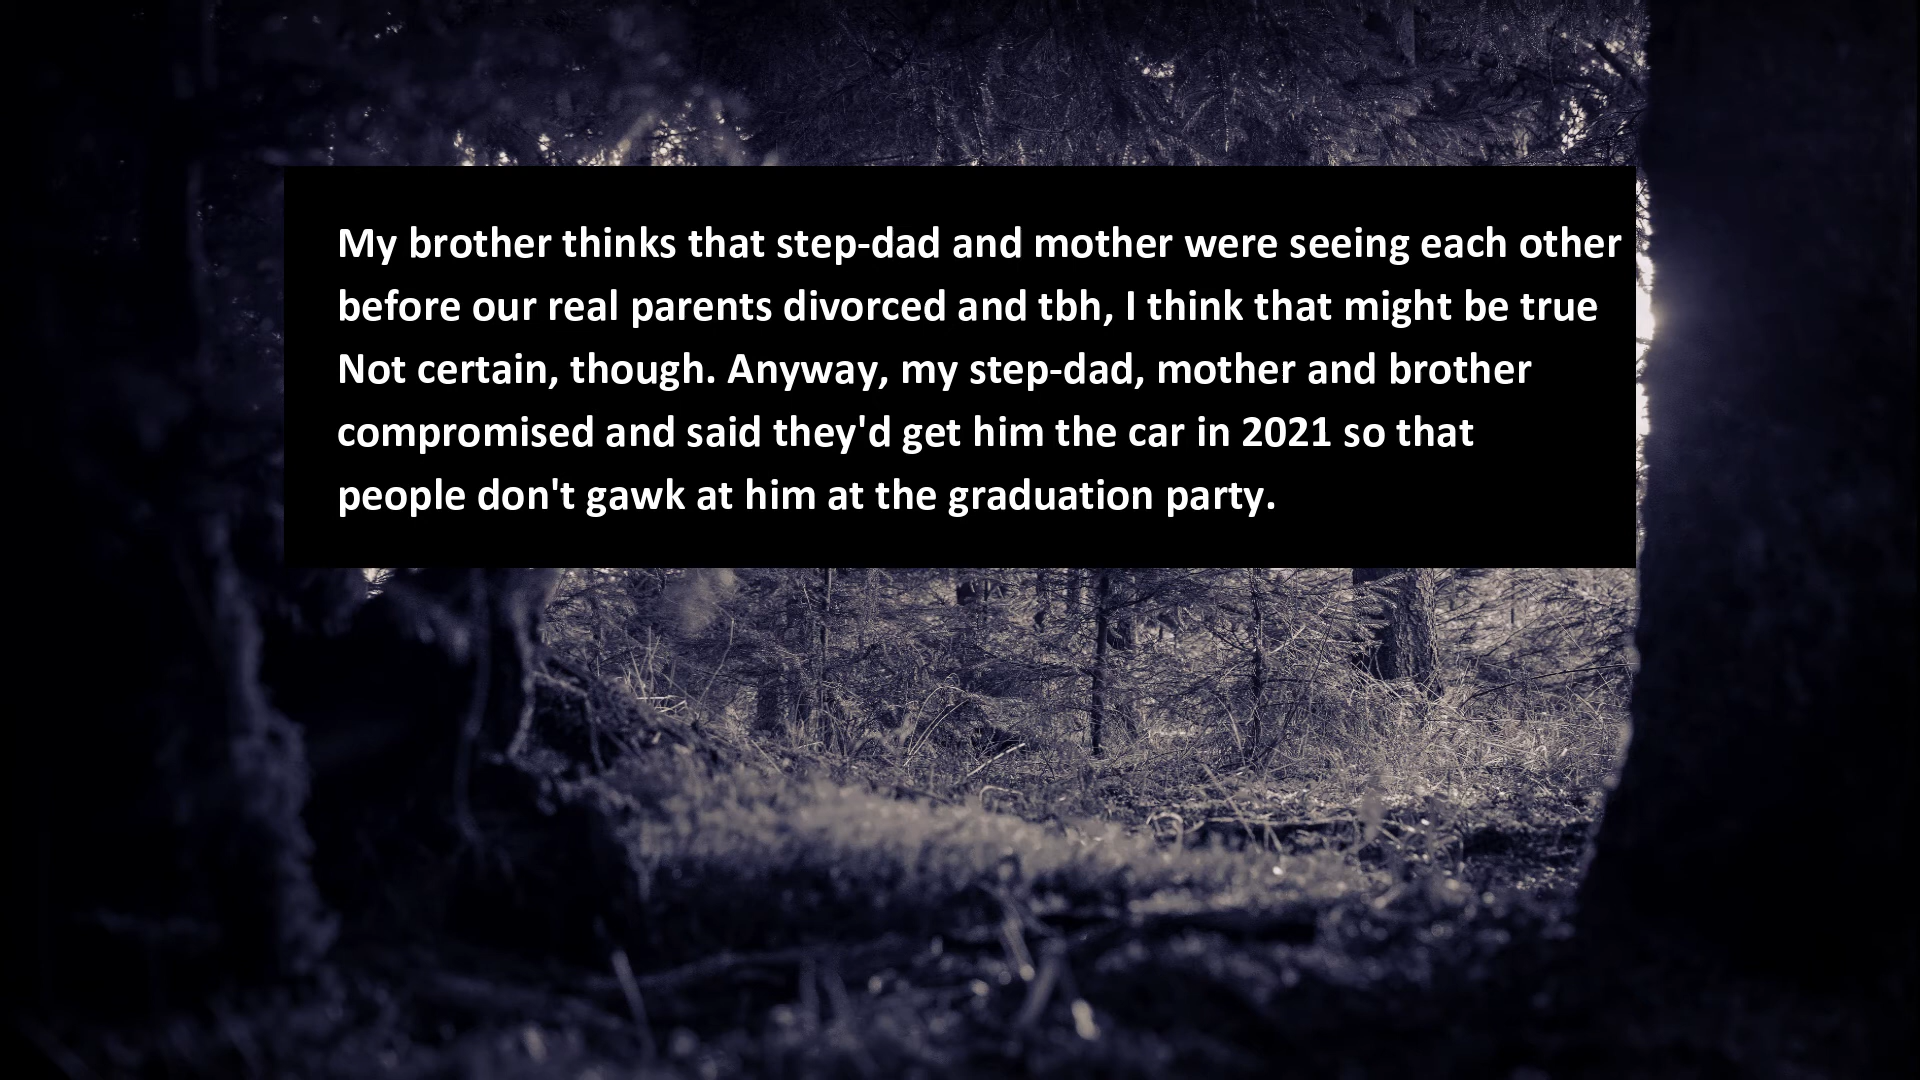 My brother thinks that step-dad and mother were seeing each other
before our real parents divorced and tbh, I think that might be true
Not certain, though. Anyway, my step-dad, mother and brother
compromised and said they'd get him the car in 2021 so that
people don't gawk at him at the graduation party.